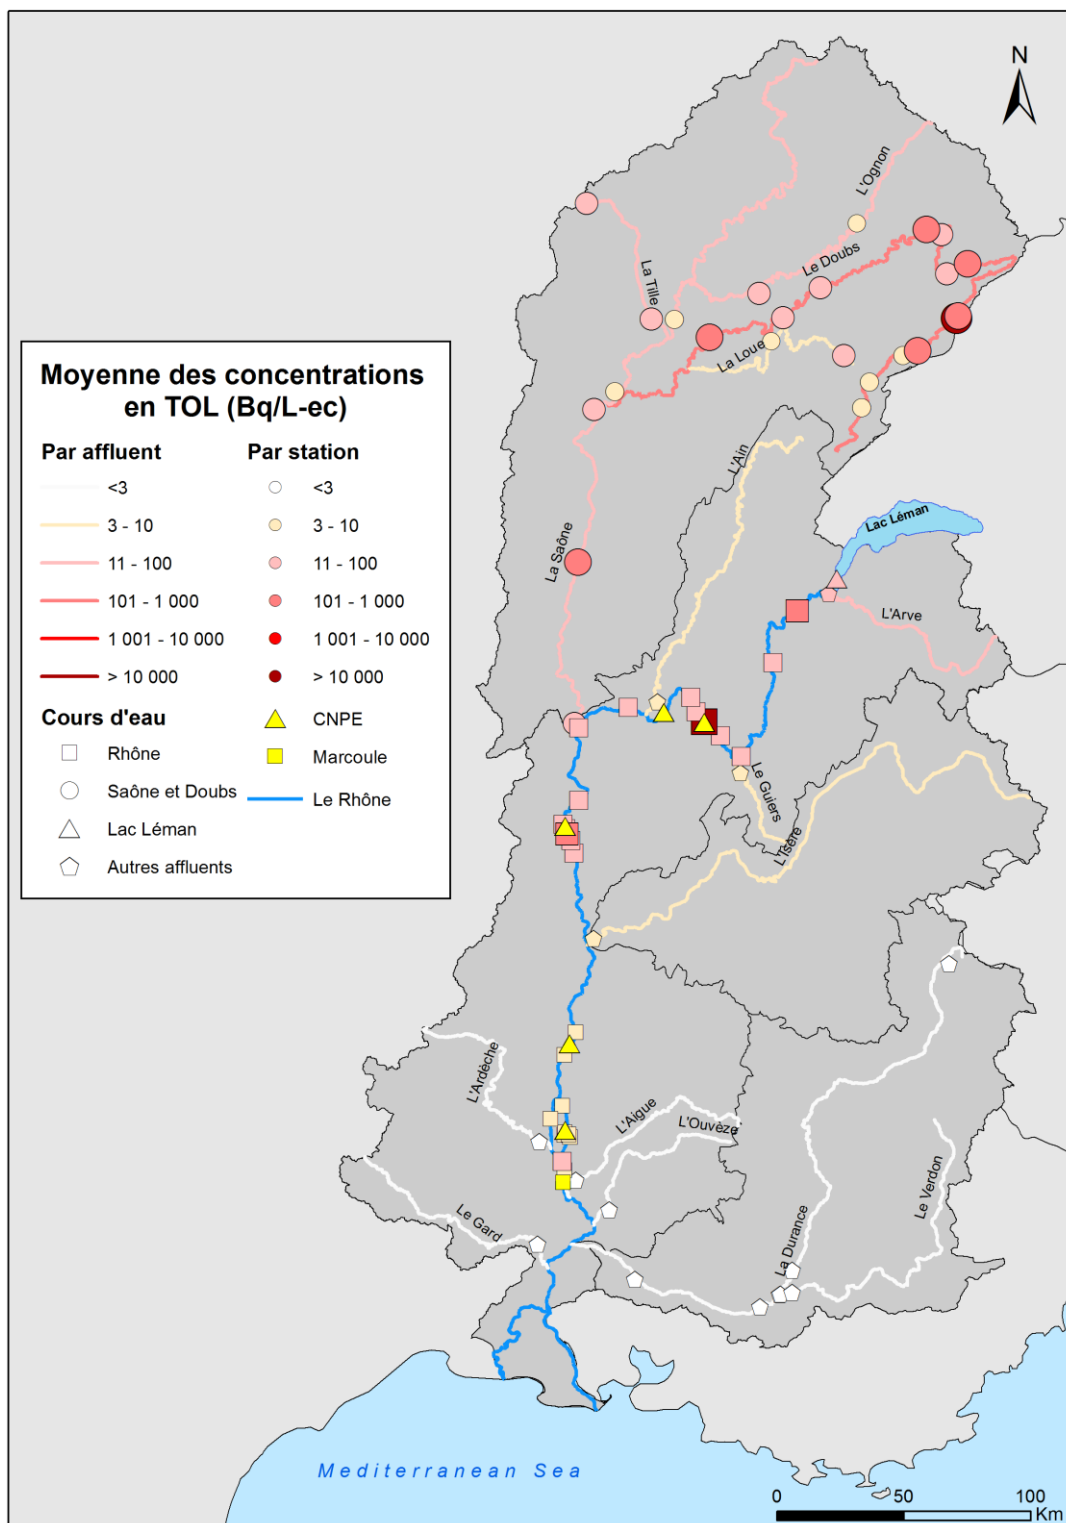 N
L'Ognon
Le Doubs
La Tille
La Loue
Moyenne des concentrations
en TOL (Bq/L-ec)
Par affluent
Par station
<3
<3
3 - 10
3 - 10
11 - 100
11 - 100
101 - 1 000
101 - 1 000
1 001 - 10 000
1 001 - 10 000
> 10 000
> 10 000
Cours d'eau
CNPE
Rhône
Marcoule
Saône et Doubs
Le Rhône
Lac Léman
Autres affluents
L'Ain
Lac Léman
La Saône
L'Arve
Le Guiers
L'Isère
L'Ardèche
L'Aigue
L'Ouvèze
Le Verdon
Le Gard
La Durance
Mediterranean Sea
0 50 100
Km